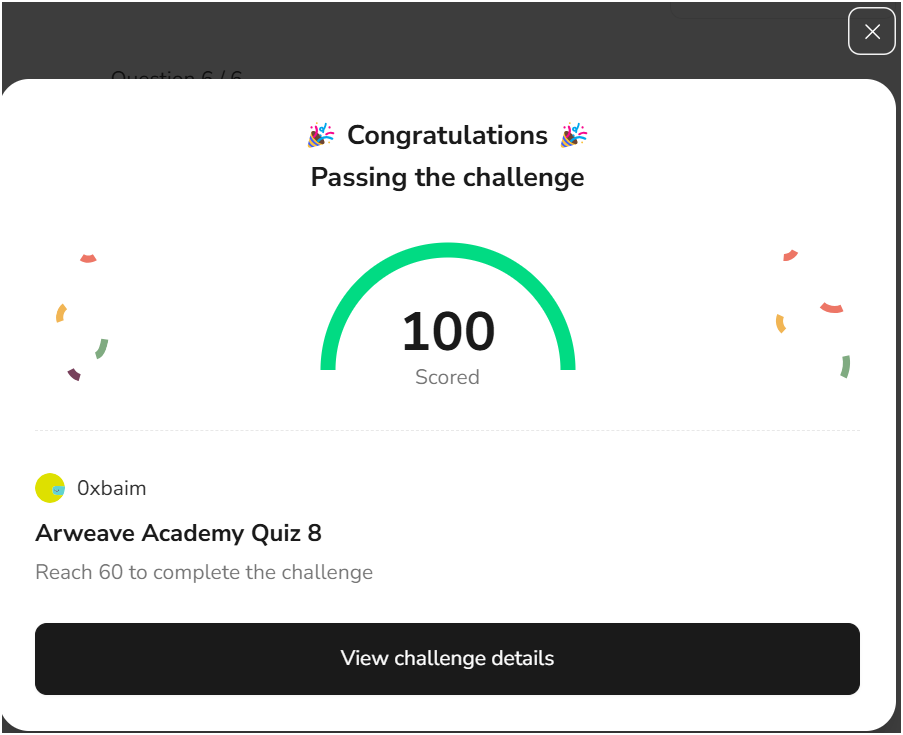 Question 6 / 6
🎉 Congratulations 🎉
Passing the challenge
100
Scored
0xbaim
Arweave Academy Quiz 8
Reach 60 to complete the challenge
View challenge details